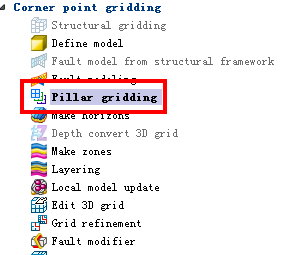 Corner point gridding
Structural gridding
Define model
Fault model from structural framework
Fault modeling
Pillar gridding
Make horizons
Depth convert 3D grid
Make zones
Layering
Local model update
Edit 3D grid
Grid refinement
Fault modifier